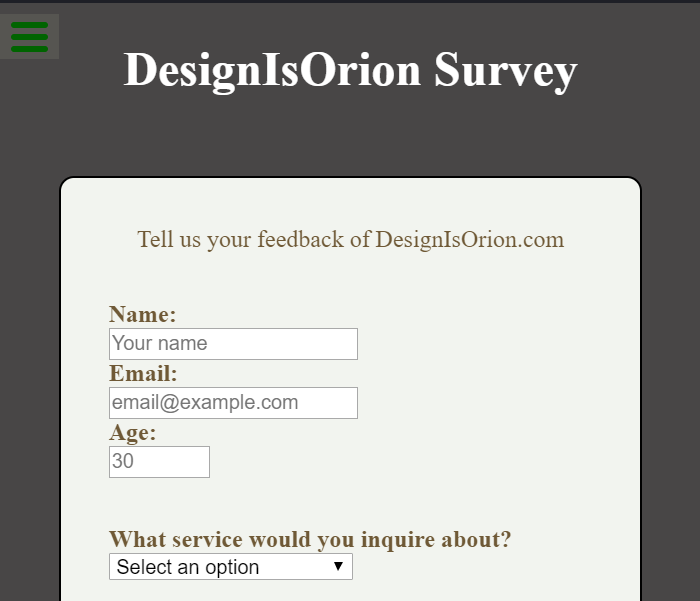 DesignIsOrion Survey
Tell us your feedback of DesignIsOrion.com
Name:
Your name
Email:
email@example.com
Age:
30
What service would you inquire about?
Select an option